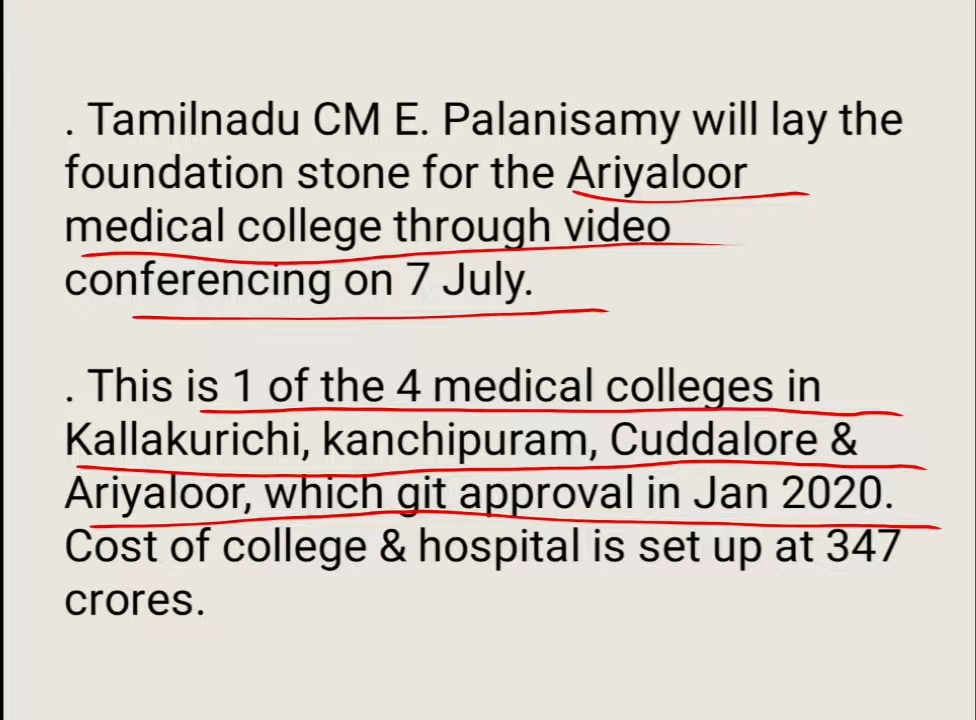 . Tamilnadu CM E. Palanisamy will lay the
foundation stone for the Ariyaloor
medical college through video
conferencing on 7 July.
. This is 1 of the 4 medical colleges in
Kallakurichi, kanchipuram, Cuddalore &
Ariyaloor, which git approval in Jan 2020.
Cost of college & hospital is set up at 347
crores.